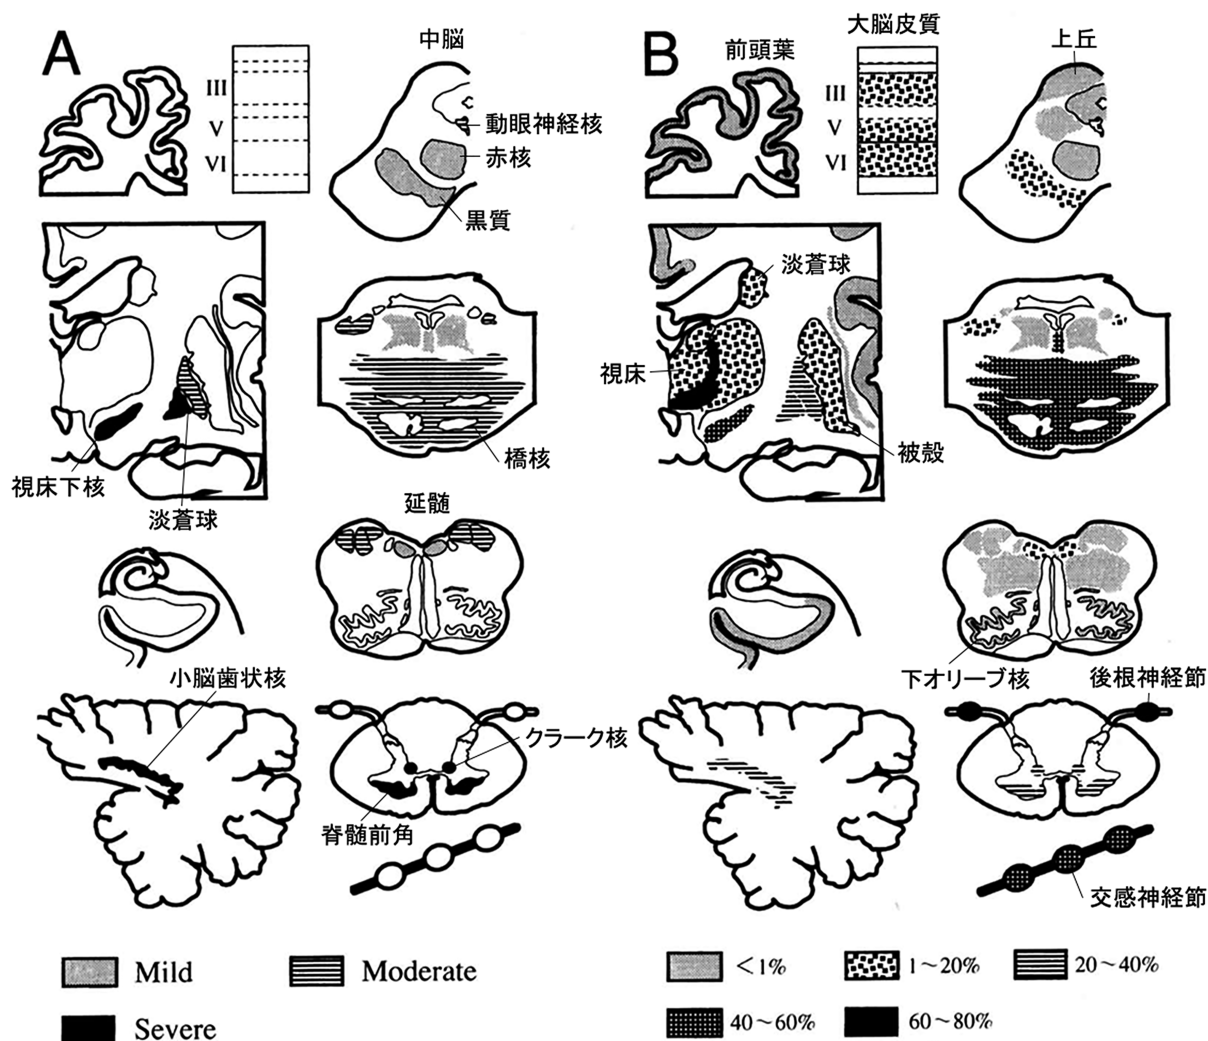 A
III
V
VI
中脳
動眼神経核
赤核
黒質
橋核
視床下核
淡蒼球
延髄
小脳歯状核
クラーク核
脊髄前角
Mild
Moderate
Severe
B
前頭葉
大脳皮質
III
V
VI
上丘
淡蒼球
視床
被殻
下オリーブ核
後根神経節
交感神経節
<1%
1~20%
20~40%
40~60%
60~80%